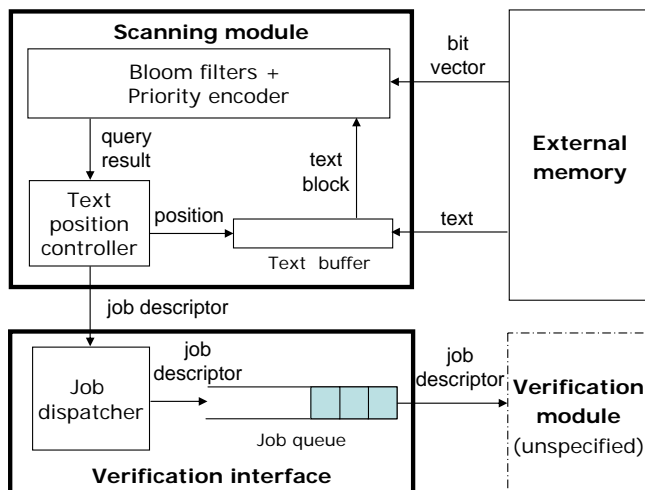 Scanning module
Bloom filters +
Priority encoder
bit
vector
External
memory
query
result
text
block
Text
position
controller
position
text
Text buffer
job descriptor
Job
dispatcher
job
descriptor
Job queue
job
descriptor
Verification
module
(unspecified)
Verification interface